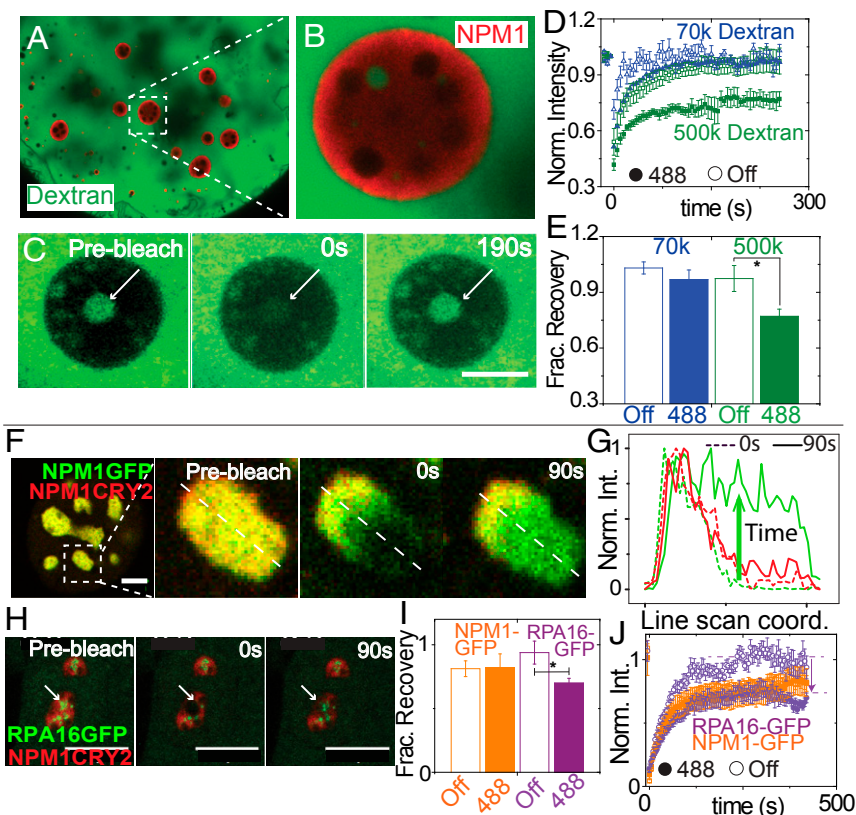 A
Dextran
B
NPM1
C
Pre-bleach
0s
190s
D
Norm. Intensity
1.2
0.9
0.6
0.3
70k Dextran
500k Dextran
488
Off
0
300
time (s)
E
Frac. Recovery
1.2
0.9
0.6
0.3
70k
500k
*
Off
488
Off
488
F
NPM1GFP
NPM1CRY2
Pre-bleach
0s
90s
G
Norm. Int.
1
0
0s
90s
Time
Line scan coord.
H
Pre-bleach
0s
90s
RPA16GFP
NPM1CRY2
I
Frac. Recovery
1
0
NPM1-
GFP
RPA16-
GFP
*
Off
488
Off
488
J
Norm. Int.
1
0
RPA16-GFP
NPM1-GFP
488
Off
0
500
time (s)